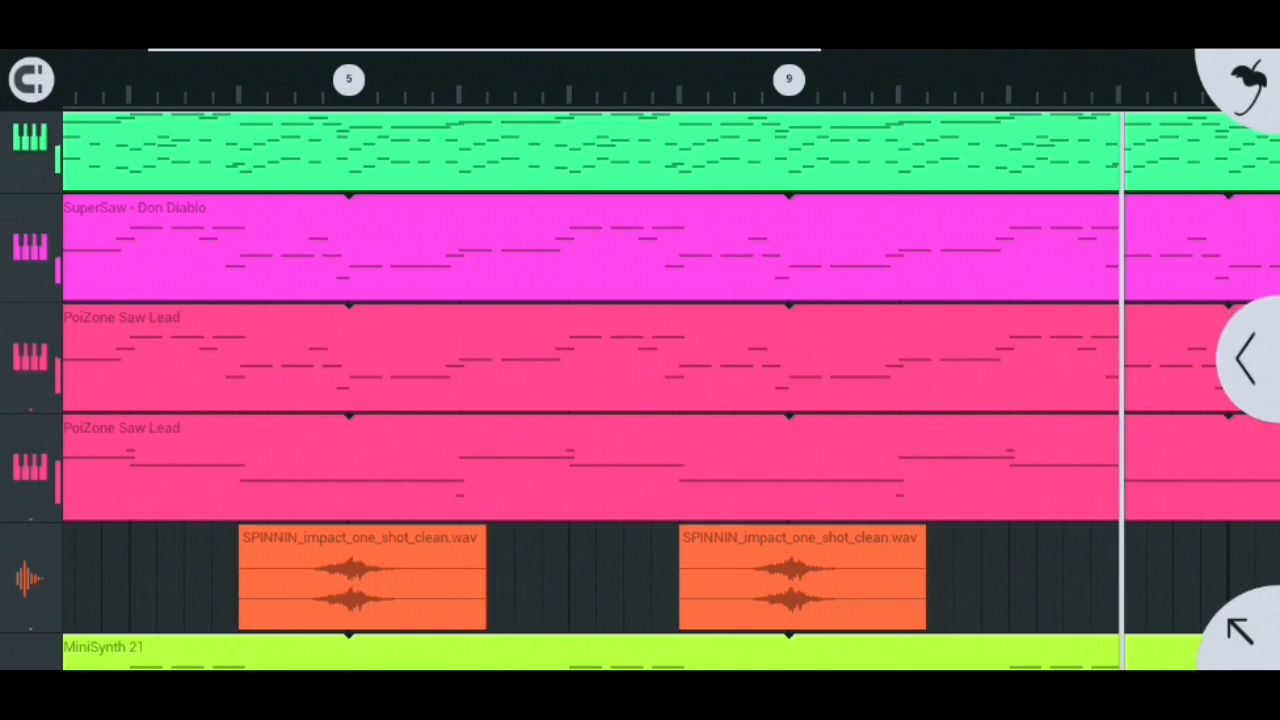 5
9
SuperSaw - Don Diablo
PoiZone Saw Lead
PoiZone Saw Lead
SPINNIN_impact_one_shot_clean.wav
SPINNIN_impact_one_shot_clean.wav
MiniSynth 21